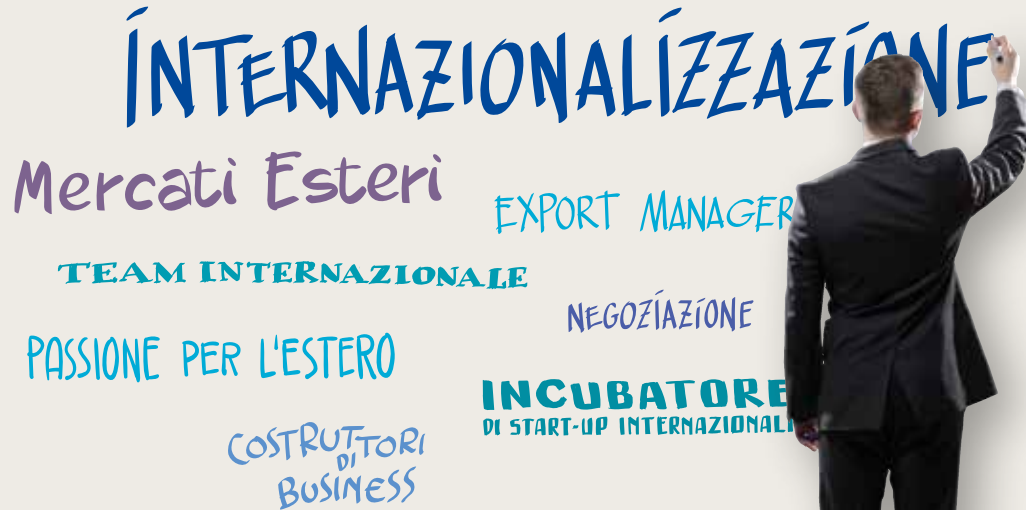 INTERNAZIONALIZZAZIONE
Mercati Esteri
EXPORT MANAGER
TEAM INTERNAZIONALE
NEGOZIAZIONE
PASSIONE PER L'ESTERO
INCUBATORE
DI START-UP INTERNAZIONALI
COSTRUTTORI
DI
BUSINESS